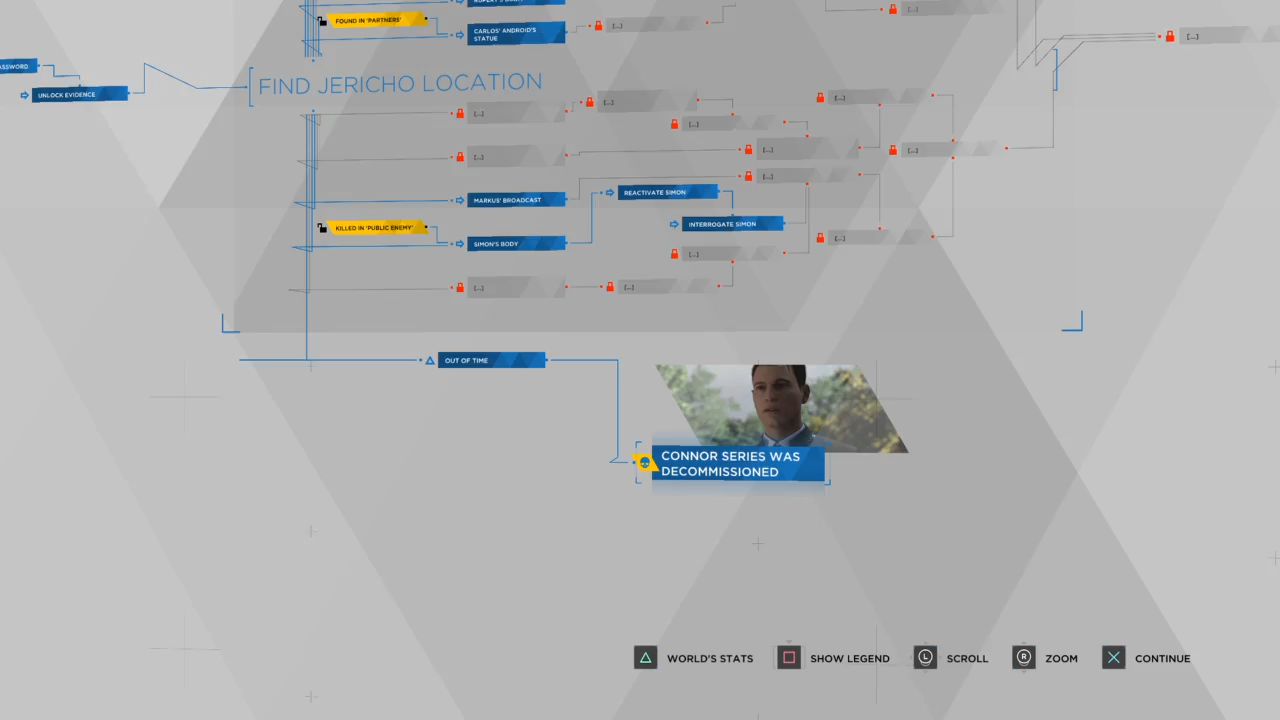 FOUND IN 'PARTNERS'
CARLOS' ANDROID'S
STATUE
[...]
[...]
[...]
UNLOCK EVIDENCE
FIND JERICHO LOCATION
[...]
[...]
[...]
[...]
[...]
[...]
[...]
[...]
MARKUS' BROADCAST
REACTIVATE SIMON
INTERROGATE SIMON
KILLED IN 'PUBLIC ENEMY'
SIMON'S BODY
[...]
[...]
[...]
[...]
OUT OF TIME
CONNOR SERIES WAS
DECOMMISSIONED
WORLD'S STATS
SHOW LEGEND
L
SCROLL
R
ZOOM
CONTINUE